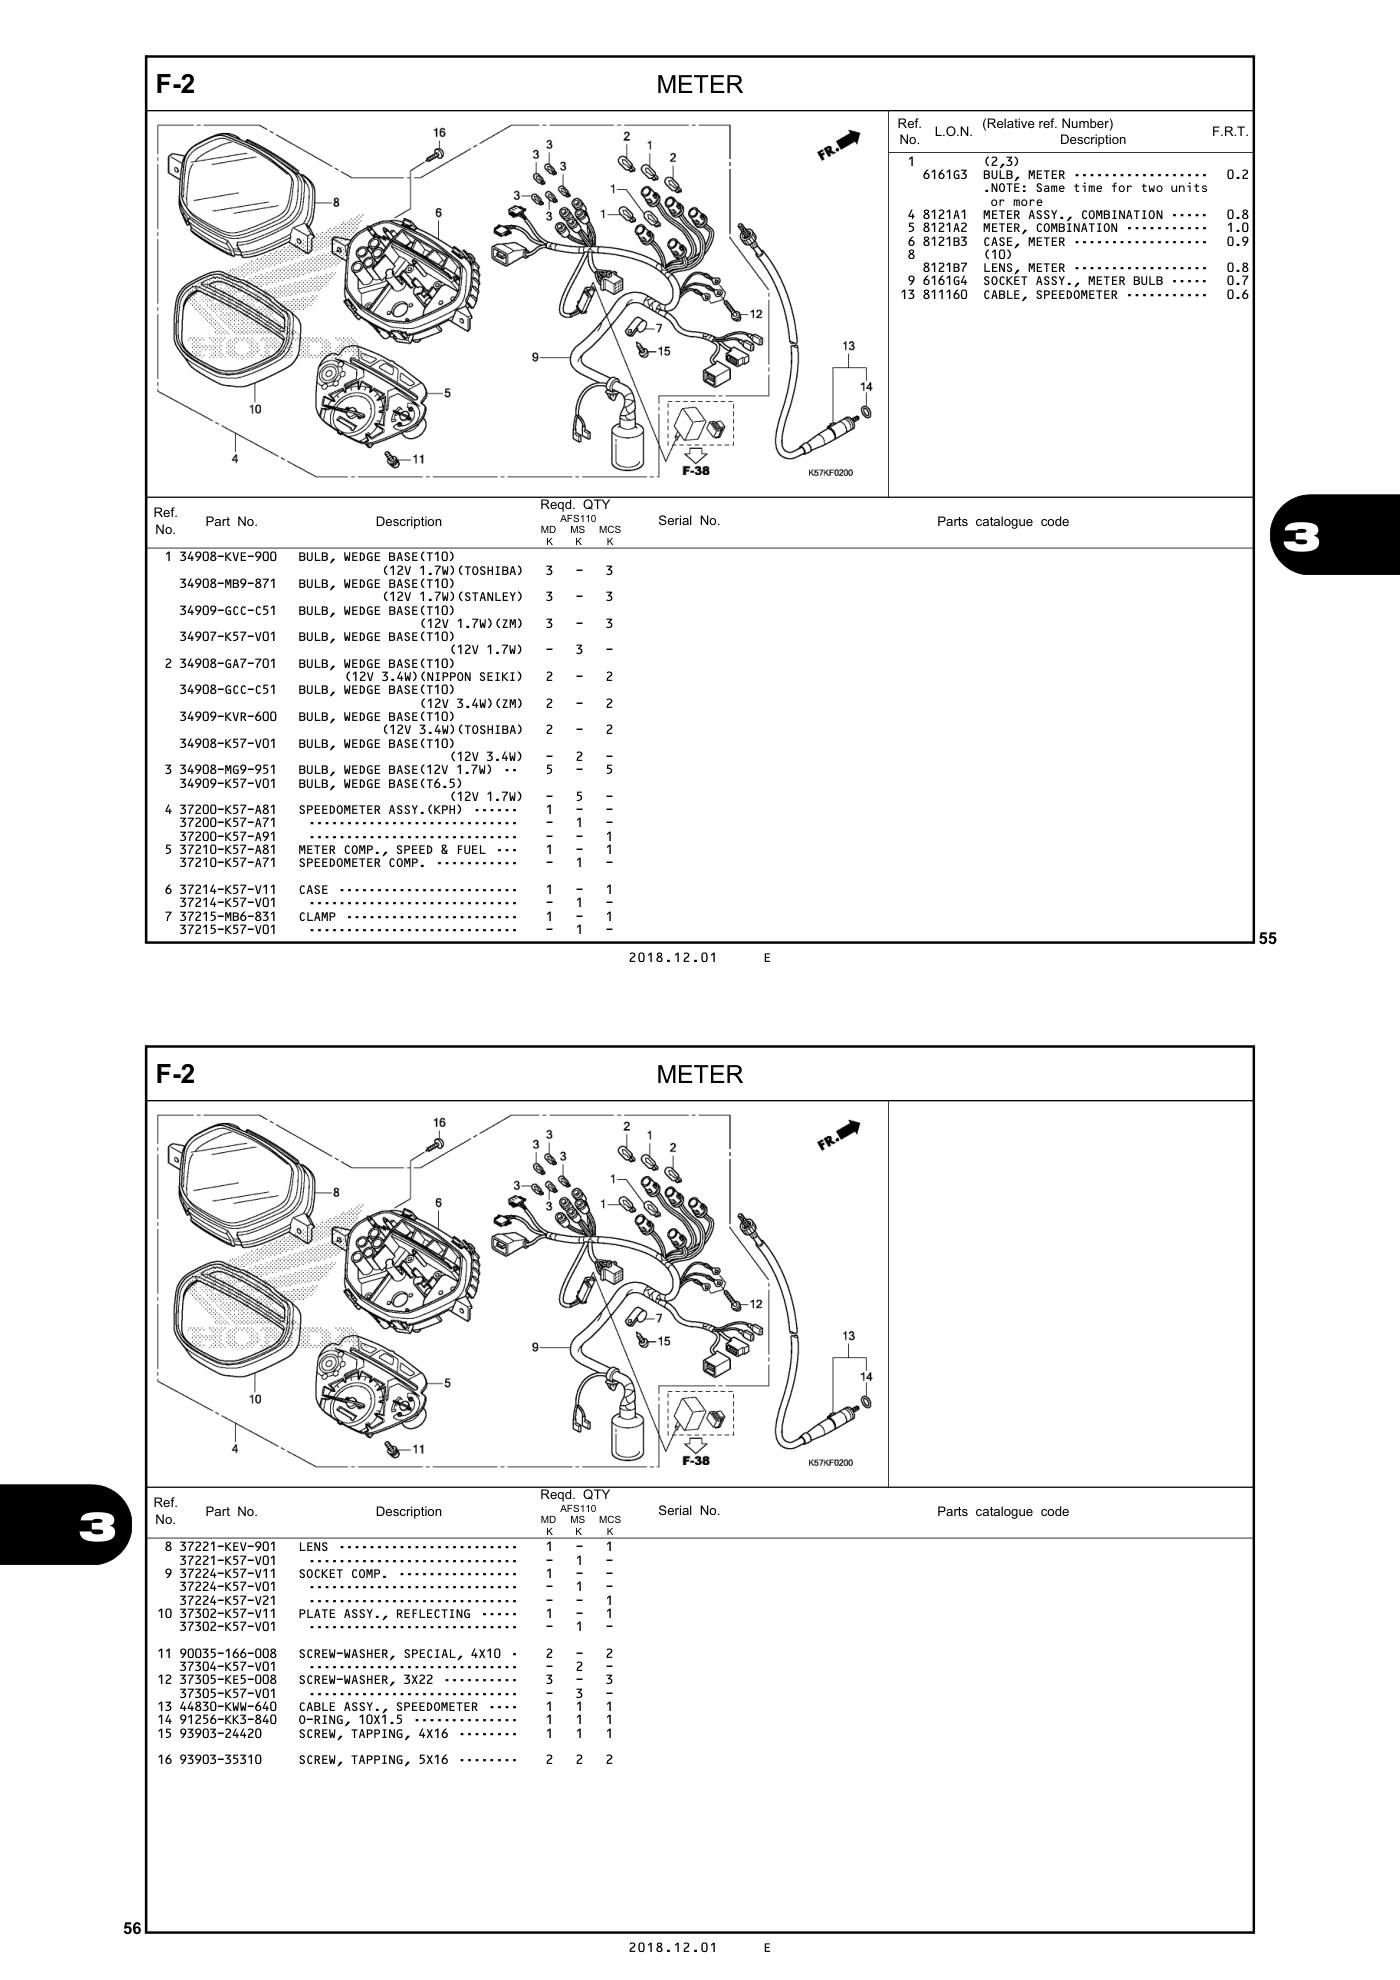 F-2 METER
16
3
3
3
3
3
2
1
2
1
1
FR.
8
6
12
7
15
9
13
14
10
5
4
11
F-38
K57KF0200
HONDA
Ref. No. L.O.N. (Relative ref. Number) Description F.R.T.
1 (2,3)
6161G3 BULB, METER 0.2
.NOTE: Same time for two units
or more
4 8121A1 METER ASSY., COMBINATION 0.8
5 8121A2 METER, COMBINATION 1.0
6 8121B3 CASE, METER 0.9
8 (10)
8121B7 LENS, METER 0.8
9 6161G4 SOCKET ASSY., METER BULB 0.7
13 811160 CABLE, SPEEDOMETER 0.6
Reqd. QTY
Ref. No. Part No. Description AFS110 Serial No. Parts catalogue code
MD MS MCS
K K K
3
1 34908-KVE-900 BULB, WEDGE BASE(T10)
(12V 1.7W)(TOSHIBA) 3 - 3
34908-MB9-871 BULB, WEDGE BASE(T10)
(12V 1.7W)(STANLEY) 3 - 3
34909-GCC-C51 BULB, WEDGE BASE(T10)
(12V 1.7W)(ZM) 3 - 3
34907-K57-V01 BULB, WEDGE BASE(T10)
(12V 1.7W) - 3 -
2 34908-GA7-701 BULB, WEDGE BASE(T10)
(12V 3.4W)(NIPPON SEIKI) 2 - 2
34908-GCC-C51 BULB, WEDGE BASE(T10)
(12V 3.4W)(ZM) 2 - 2
34909-KVR-600 BULB, WEDGE BASE(T10)
(12V 3.4W)(TOSHIBA) 2 - 2
34908-K57-V01 BULB, WEDGE BASE(T10)
(12V 3.4W) - 2 -
3 34908-MG9-951 BULB, WEDGE BASE(12V 1.7W) 5 - 5
34909-K57-V01 BULB, WEDGE BASE(T6.5)
(12V 1.7W) - 5 -
4 37200-K57-A81 SPEEDOMETER ASSY.(KPH) 1 - -
37200-K57-A71 - 1 -
37200-K57-A91 - - 1
5 37210-K57-A81 METER COMP., SPEED & FUEL 1 - 1
37210-K57-A71 SPEEDOMETER COMP. - 1 -
6 37214-K57-V11 CASE 1 - 1
37214-K57-V01 - 1 -
7 37215-MB6-831 CLAMP 1 - 1
37215-K57-V01 - 1 -
55
2018.12.01 E
F-2 METER
16
3
3
3
3
3
2
1
2
1
1
FR.
8
6
12
7
15
9
13
14
10
5
4
11
F-38
K57KF0200
HONDA
Reqd. QTY
Ref. No. Part No. Description AFS110 Serial No. Parts catalogue code
MD MS MCS
K K K
3
8 37221-KEV-901 LENS 1 - 1
37221-K57-V01 - 1 -
9 37224-K57-V11 SOCKET COMP. 1 - -
37224-K57-V01 - 1 -
37224-K57-V21 - - 1
10 37302-K57-V11 PLATE ASSY., REFLECTING 1 - 1
37302-K57-V01 - 1 -
11 90035-166-008 SCREW-WASHER, SPECIAL, 4X10 2 - 2
37304-K57-V01 - 2 -
12 37305-KE5-008 SCREW-WASHER, 3X22 3 - 3
37305-K57-V01 - 3 -
13 44830-KWW-640 CABLE ASSY., SPEEDOMETER 1 1 1
14 91256-KK3-840 O-RING, 10X1.5 1 1 1
15 93903-24420 SCREW, TAPPING, 4X16 1 1 1
16 93903-35310 SCREW, TAPPING, 5X16 2 2 2
56
2018.12.01 E